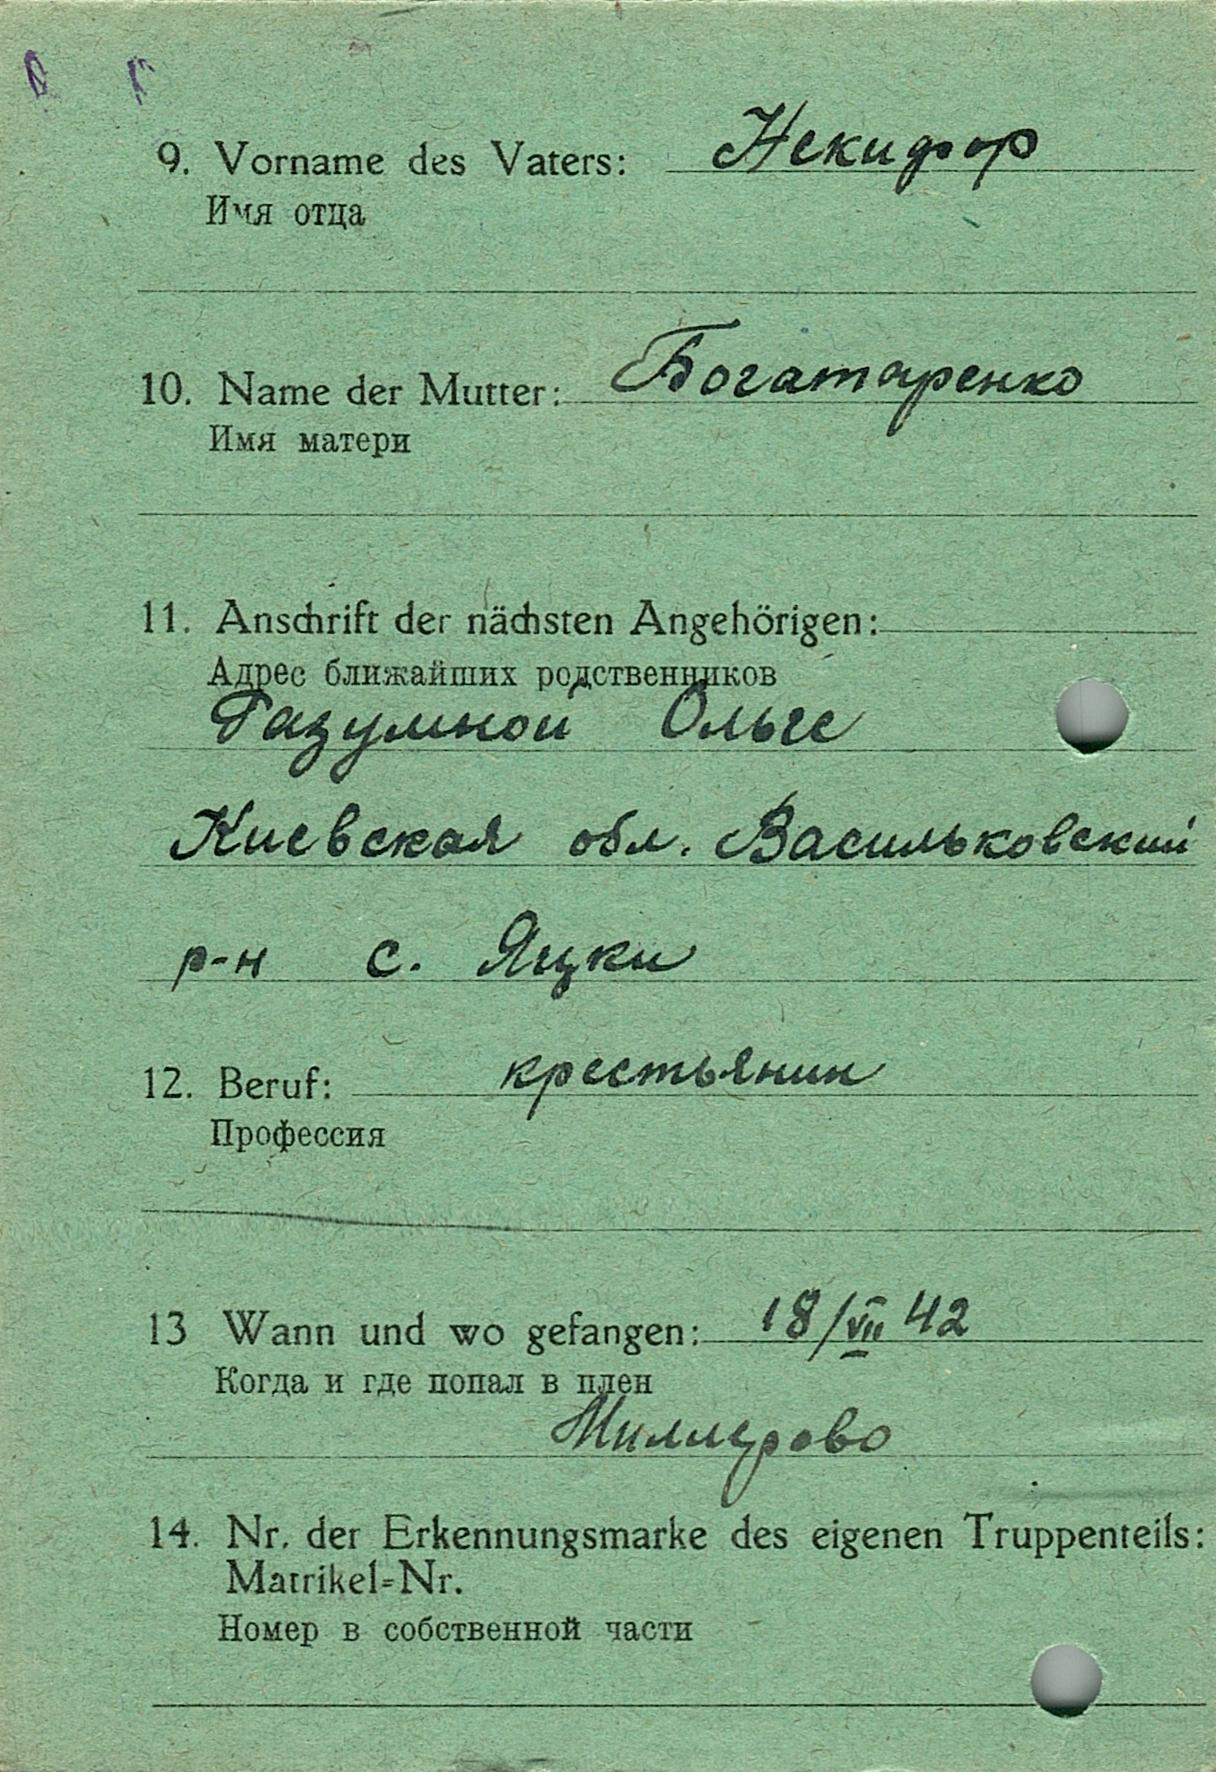 9. Vorname des Vaters: Некифор
Имя отца
10. Name der Mutter: Богатаренко
Имя матери
11. Anschrift der nächsten Angehörigen:
Адрес ближайших родственников
Разумной Ольге
Киевская обл. Васильковский
р-н с. Яцки
12. Beruf: крестьянин
Профессия
13 Wann und wo gefangen: 18/VII 42
Когда и где попал в плен
Миллерово
14. Nr. der Erkennungsmarke des eigenen Truppenteils:
Matrikel-Nr.
Номер в собственной части